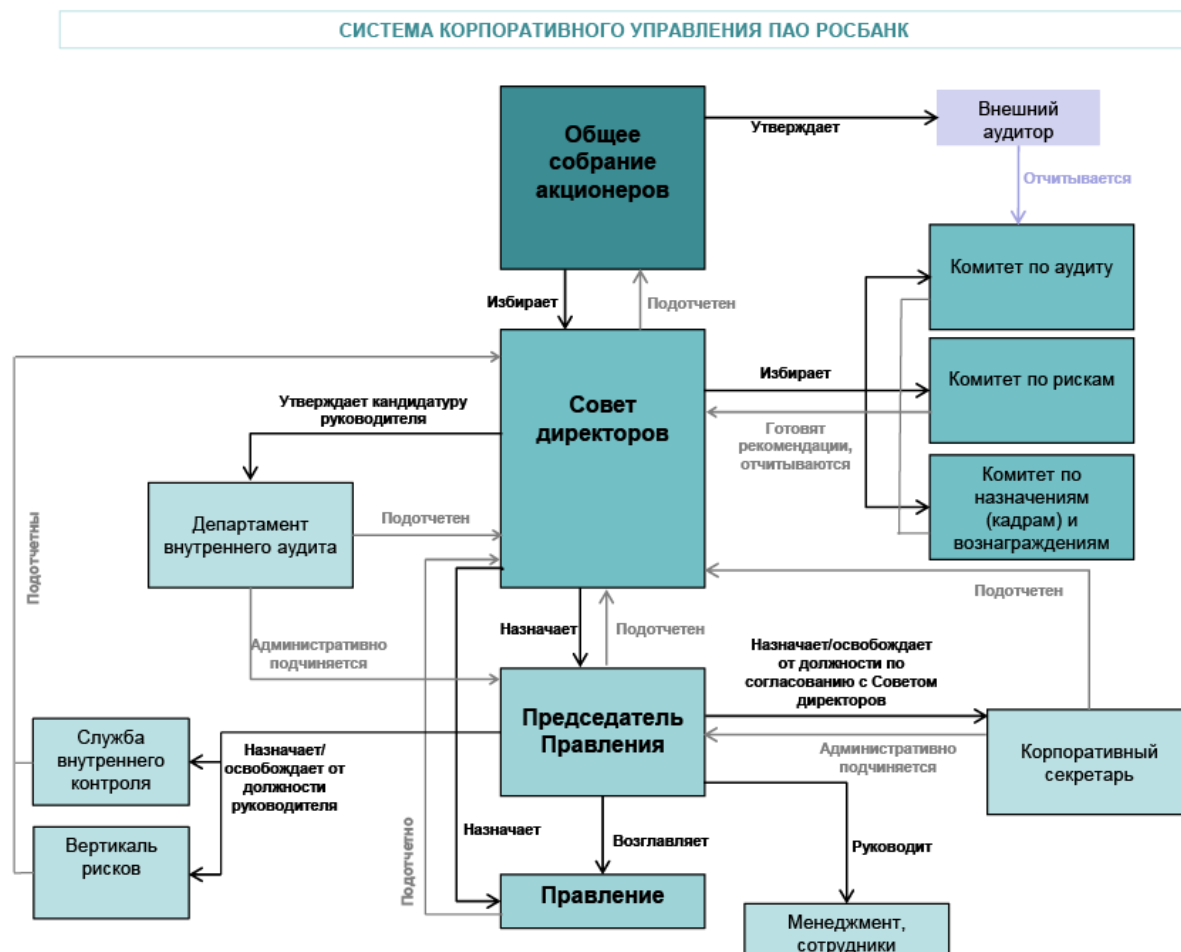 СИСТЕМА КОРПОРАТИВНОГО УПРАВЛЕНИЯ ПАО РОСБАНК
Общее
собрание
акционеров
Утверждает
Внешний
аудитор
Отчитывается
Комитет по аудиту
Избирает
Подотчетен
Совет
директоров
Избирает
Комитет по рискам
Готовят
рекомендации,
отчитываются
Комитет по
назначениям
(кадрам) и
вознаграждениям
Утверждает кандидатуру
руководителя
Департамент
внутреннего аудита
Подотчетен
Подотчетны
Административно
подчиняется
Назначает
Подотчетен
Подотчетен
Назначает/освобождает
от должности по
согласованию с Советом
директоров
Председатель
Правления
Административно
подчиняется
Корпоративный
секретарь
Служба
внутреннего
контроля
Назначает/
освобождает от
должности
руководителя
Вертикаль
рисков
Подотчетно
Назначает
Возглавляет
Руководит
Правление
Менеджмент,
сотрудники